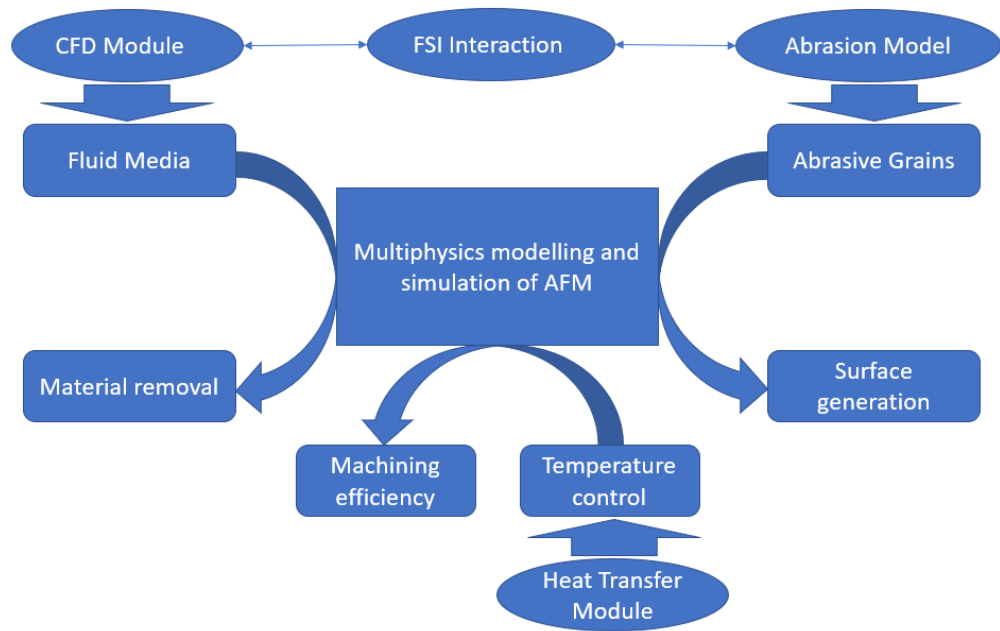 CFD Module
FSI Interaction
Abrasion Model
Fluid Media
Abrasive Grains
Multiphysics modelling and
simulation of AFM
Material removal
Surface
generation
Machining
efficiency
Temperature
control
Heat Transfer
Module